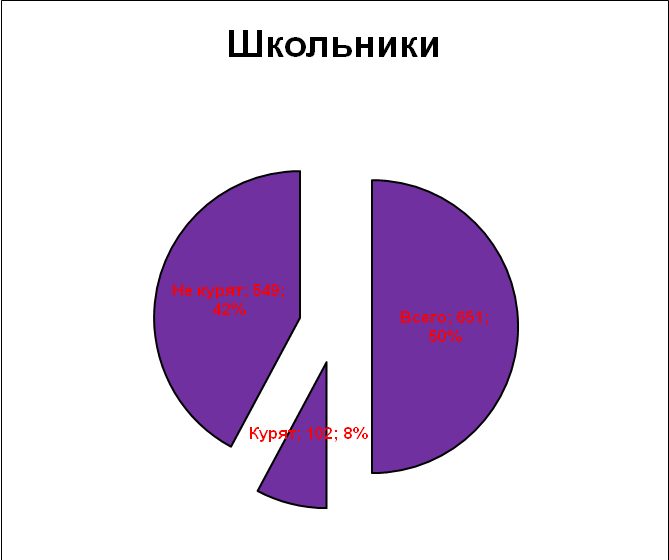 Школьники
Не курят; 549;
42%
Всего; 651;
50%
Курят; 102; 8%